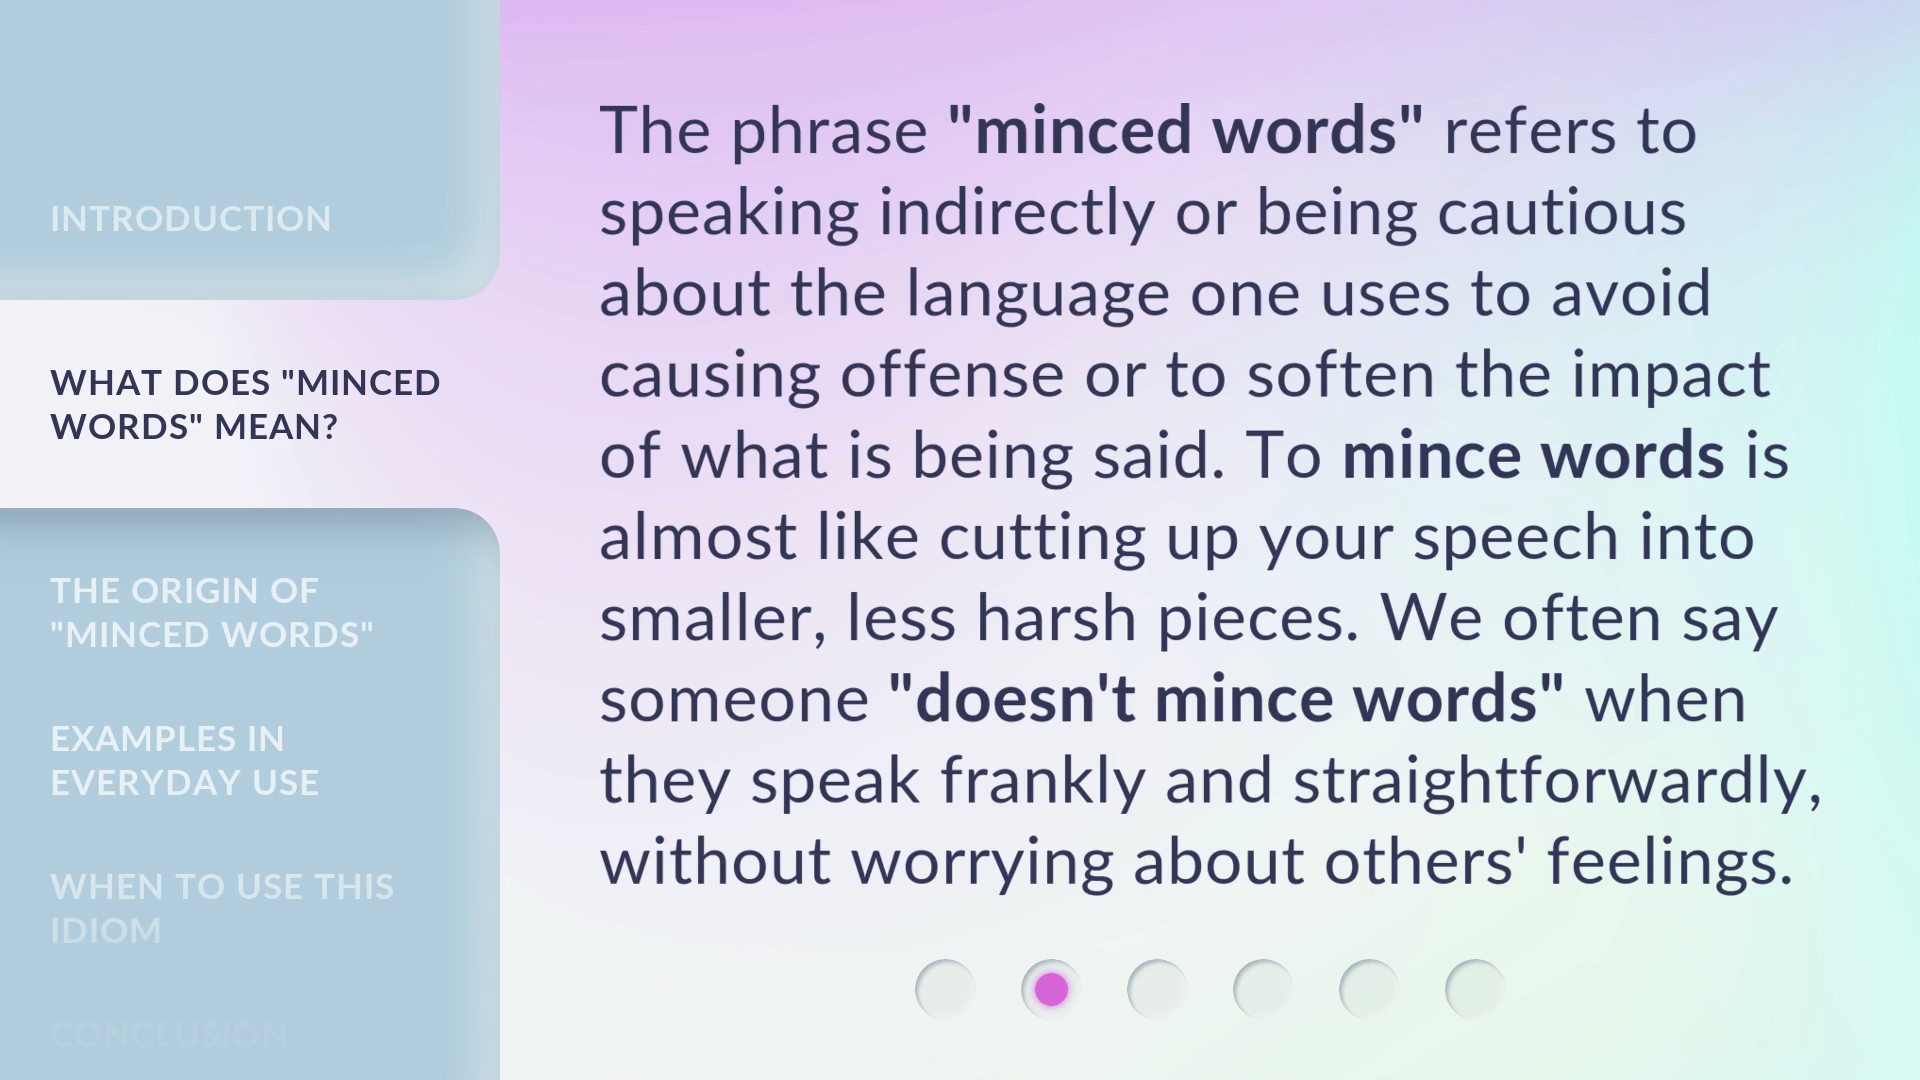 INTRODUCTION
WHAT DOES "MINCED
WORDS" MEAN?
THE ORIGIN OF
"MINCED WORDS"
EXAMPLES IN
EVERYDAY USE
WHEN TO USE THIS
IDIOM
CONCLUSION
The phrase "minced words" refers to
speaking indirectly or being cautious
about the language one uses to avoid
causing offense or to soften the impact
of what is being said. To mince words is
almost like cutting up your speech into
smaller, less harsh pieces. We often say
someone "doesn't mince words" when
they speak frankly and straightforwardly,
without worrying about others' feelings.